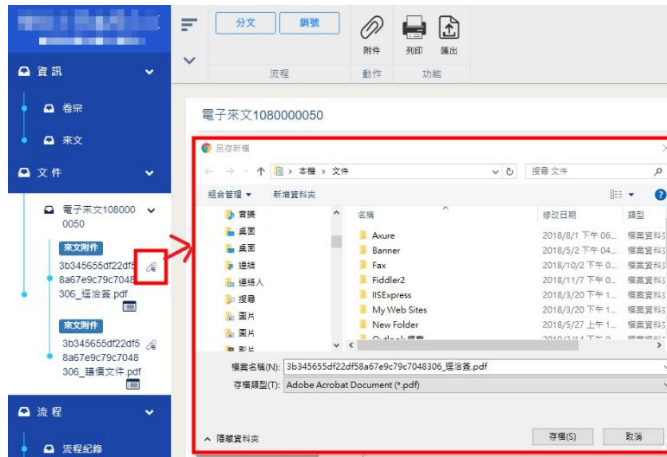 分文
銷號
附件
列印
匯出
流程
動作
功能
資訊
卷宗
來文
文件
電子來文108000
0050
來文附件
3b345655df22df5
8a67e9c79c7048
306_逕洽簽.pdf
來文附件
3b345655df22df5
8a67e9c79c7048
306_議價文件.pdf
流程
流程紀錄
電子來文1080000050
另存新檔
本機 › 文件
搜尋 文件
組合管理
新增資料夾
音樂
桌面
桌面
連結
連絡人
搜尋
圖片
圖片
影片
名稱
修改日期
類型
Axure
2018/8/1 下午 06...
檔案資料
Banner
2018/5/2 下午 04...
檔案資料
Fax
2018/10/2 下午 0...
檔案資料
Fiddler2
2018/11/7 下午 0...
檔案資料
IISExpress
2018/3/20 下午 1...
檔案資料
My Web Sites
2018/3/20 下午 1...
檔案資料
New Folder
2018/5/27 上午 1...
檔案資料
檔案名稱(N): 3b345655df22df58a67e9c79c7048306_逕洽簽.pdf
存檔類型(T): Adobe Acrobat Document (*.pdf)
隱藏資料夾
存檔(S)
取消